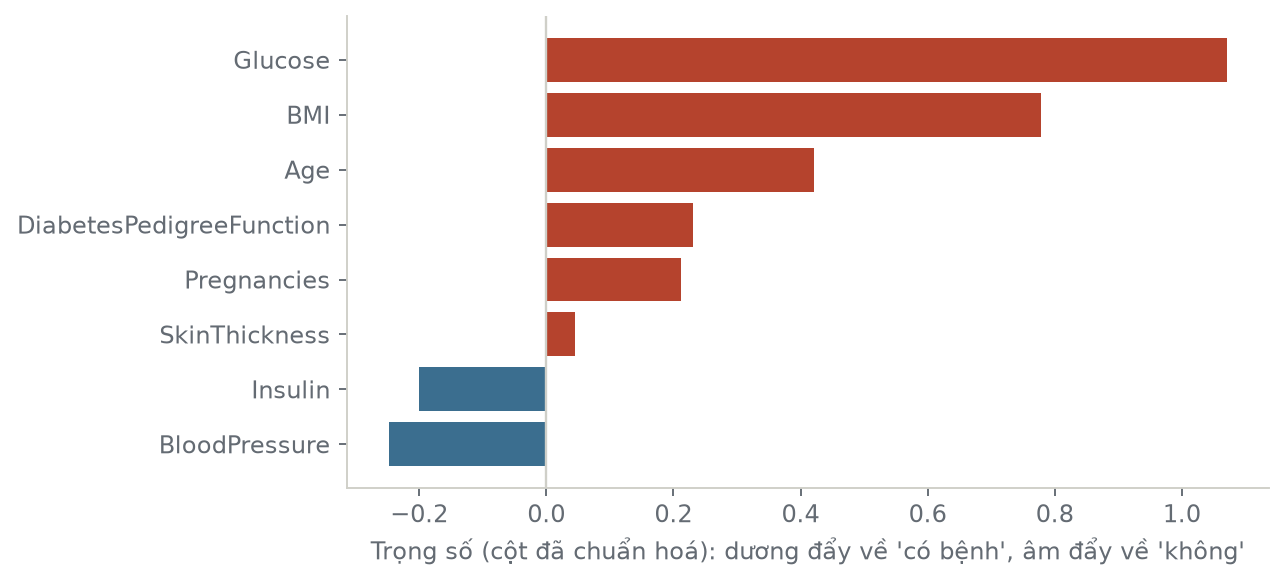 Glucose
BMI
Age
DiabetesPedigreeFunction
Pregnancies
SkinThickness
Insulin
BloodPressure
−0.2 0.0 0.2 0.4 0.6 0.8 1.0
Trọng số (cột đã chuẩn hoá): dương đẩy về 'có bệnh', âm đẩy về 'không'